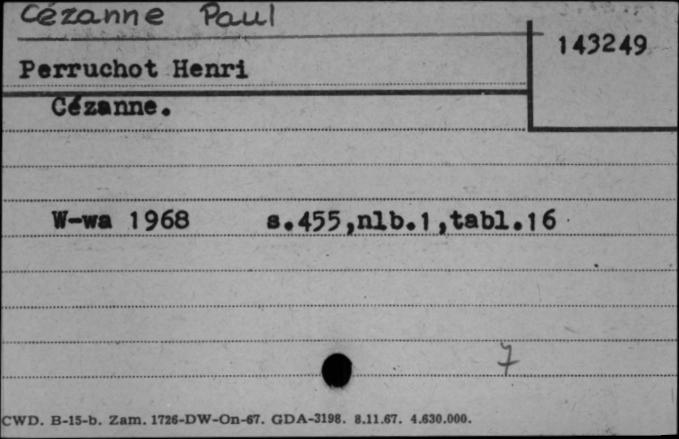 Cézanne Paul
143249
Perruchot Henri
Cézanne.
W-wa 1968 s.455,nlb.1,tabl.16
7
CWD. B-15-b. Zam. 1726-DW-On-67. GDA-3198. 8.11.67. 4.630.000.